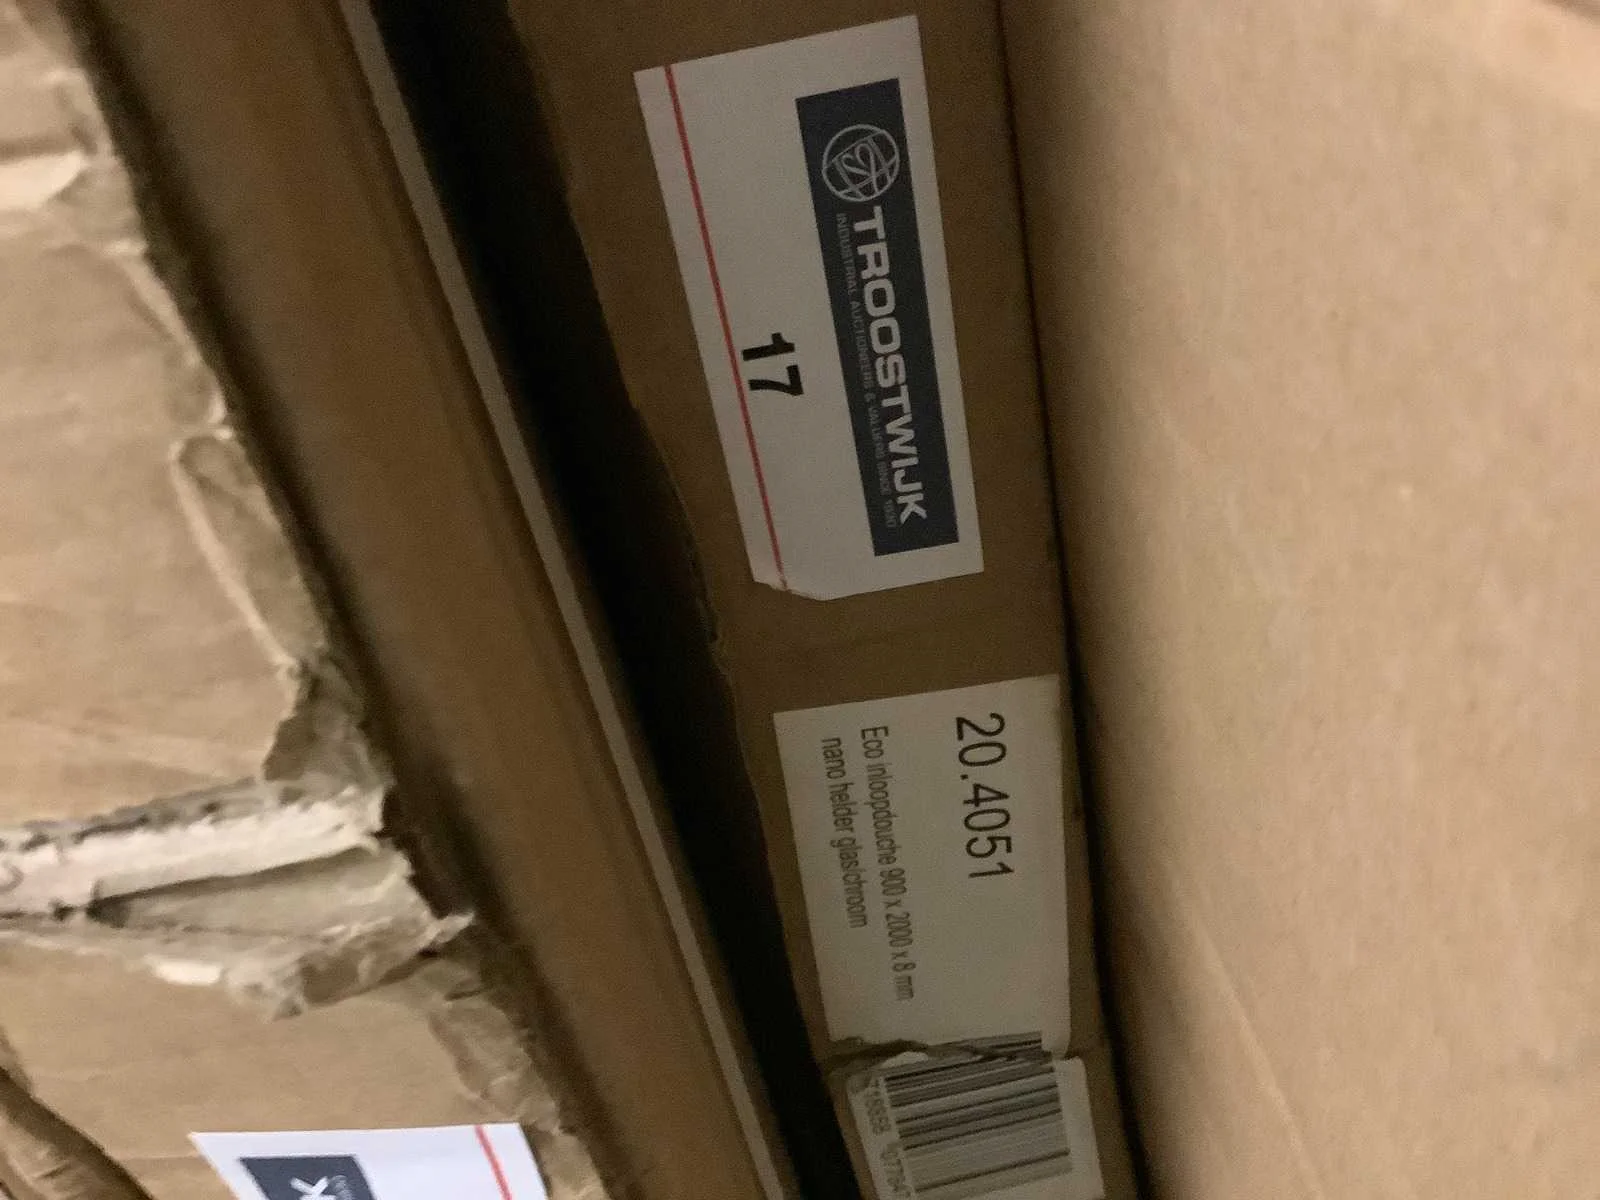 TROOSTWIJK
INDUSTRIAL AUCTIONEERS & VALUERS SINCE 1930
17
20.4051
Eco inloopdouche 900 x 2000 x 8 mm
nano helder glas/chroom
K